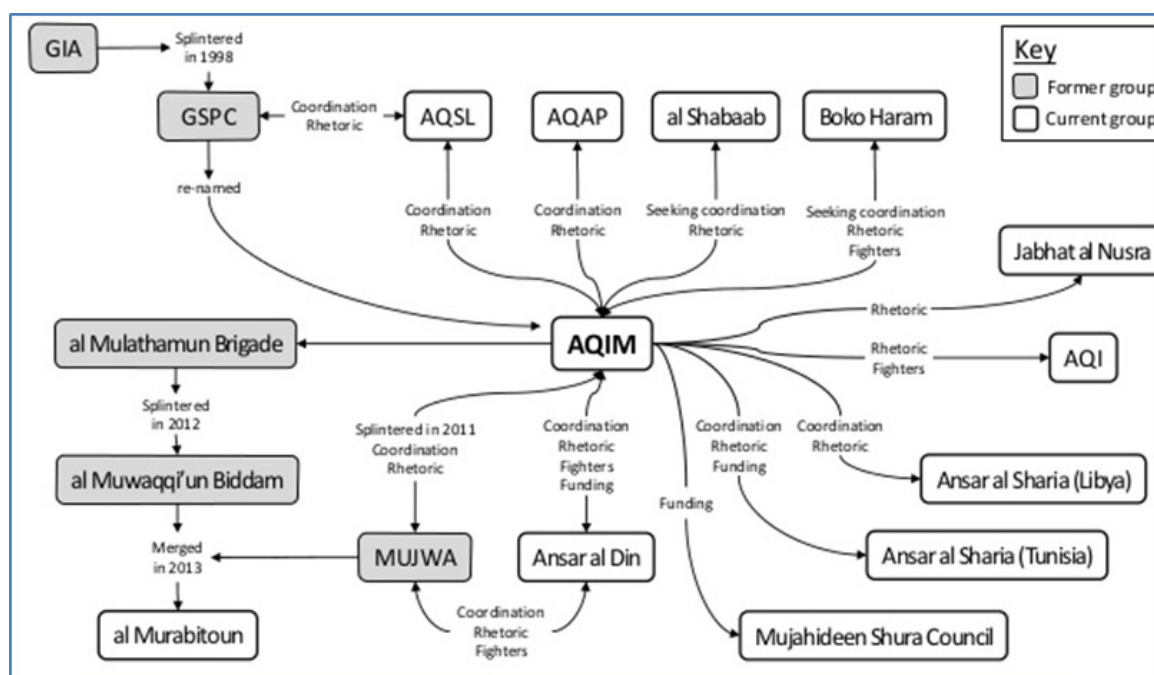 GIA
Splintered
in 1998
Key
Former group
Current group
GSPC
Coordination
Rhetoric
AQSL
AQAP
al Shabaab
Boko Haram
re-named
Coordination
Rhetoric
Coordination
Rhetoric
Seeking coordination
Rhetoric
Seeking coordination
Rhetoric
Fighters
Jabhat al Nusra
Rhetoric
al Mulathamun Brigade
AQIM
Rhetoric
Fighters
AQI
Splintered
in 2012
Splintered in 2011
Coordination
Rhetoric
Coordination
Rhetoric
Fighters
Funding
Coordination
Rhetoric
Funding
Coordination
Rhetoric
al Muwaqqi'un Biddam
Ansar al Sharia (Libya)
Funding
Merged
in 2013
MUJWA
Ansar al Din
Ansar al Sharia (Tunisia)
al Murabitoun
Coordination
Rhetoric
Fighters
Mujahideen Shura Council